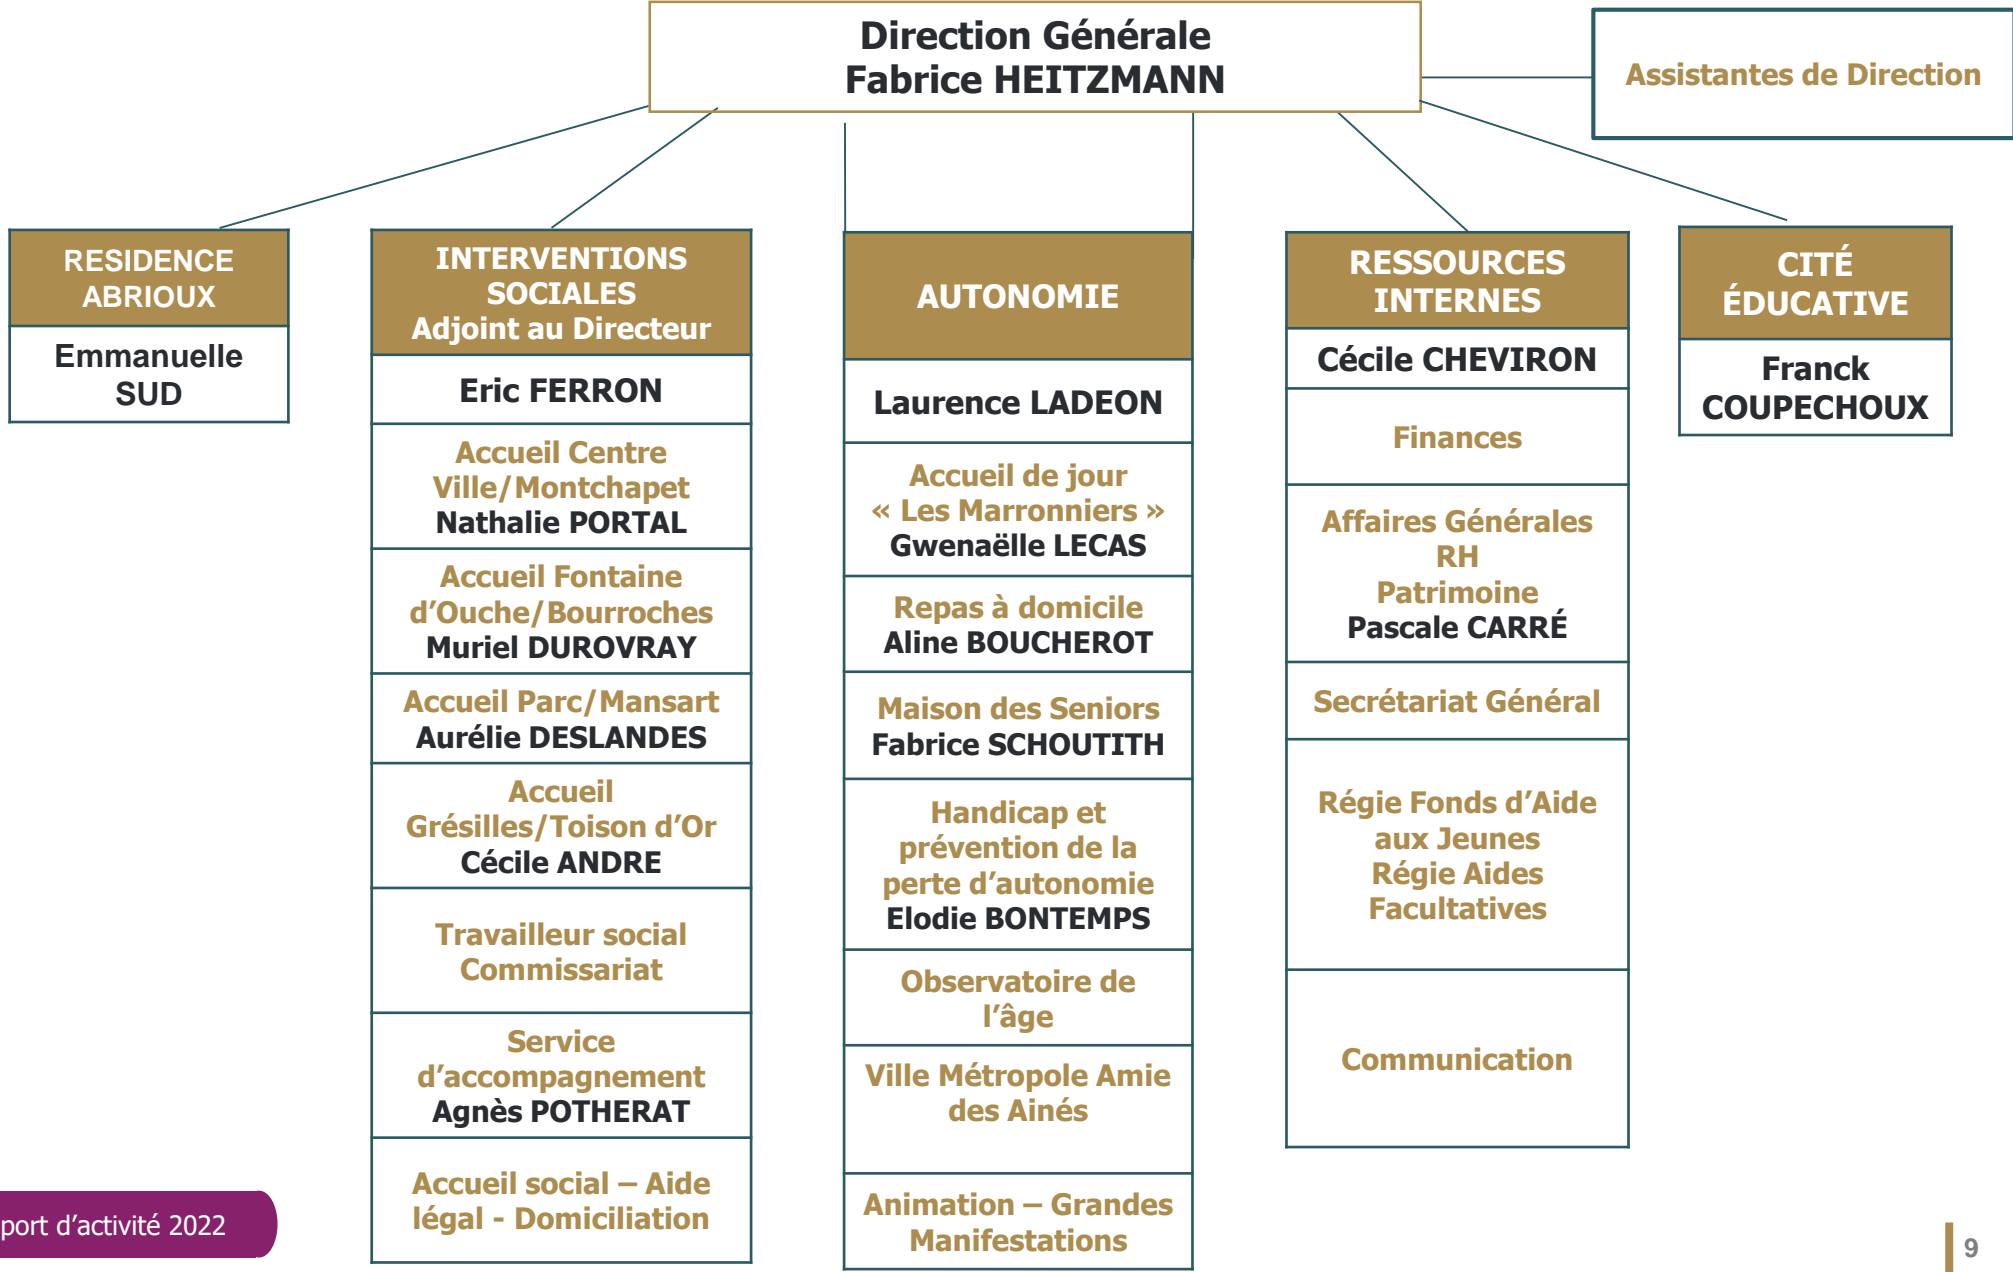 Direction Générale
Fabrice HEITZMANN
Assistantes de Direction
RESIDENCE
ABRIOUX
Emmanuelle
SUD
INTERVENTIONS
SOCIALES
Adjoint au Directeur
Eric FERRON
Accueil Centre
Ville/Montchapet
Nathalie PORTAL
Accueil Fontaine
d’Ouche/Bourroches
Muriel DUROVRAY
Accueil Parc/Mansart
Aurélie DESLANDES
Accueil
Grésilles/Toison d’Or
Cécile ANDRE
Travailleur social
Commissariat
Service
d’accompagnement
Agnès POTHERAT
Accueil social – Aide
légal - Domiciliation
AUTONOMIE
Laurence LADEON
Accueil de jour
« Les Marronniers »
Gwenaëlle LECAS
Repas à domicile
Aline BOUCHEROT
Maison des Seniors
Fabrice SCHOUTITH
Handicap et
prévention de la
perte d’autonomie
Elodie BONTEMPS
Observatoire de
l’âge
Ville Métropole Amie
des Ainés
Animation – Grandes
Manifestations
RESSOURCES
INTERNES
Cécile CHEVIRON
Finances
Affaires Générales
RH
Patrimoine
Pascale CARRÉ
Secrétariat Général
Régie Fonds d’Aide
aux Jeunes
Régie Aides
Facultatives
Communication
CITÉ
ÉDUCATIVE
Franck
COUPECHOUX
port d’activité 2022
9